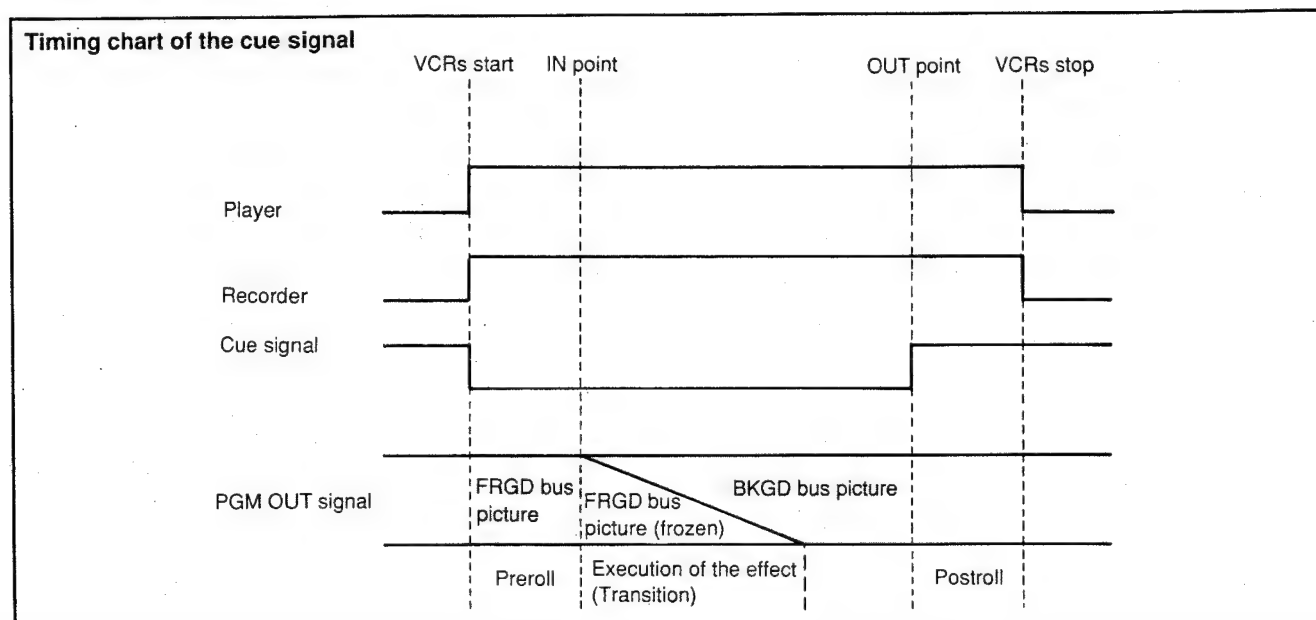 Timing chart of the cue signal
VCRs start IN point OUT point VCRs stop
Player
Recorder
Cue signal
PGM OUT signal
FRGD bus
picture
FRGD bus
picture (frozen)
BKGD bus picture
Preroll
Execution of the effect
(Transition)
Postroll